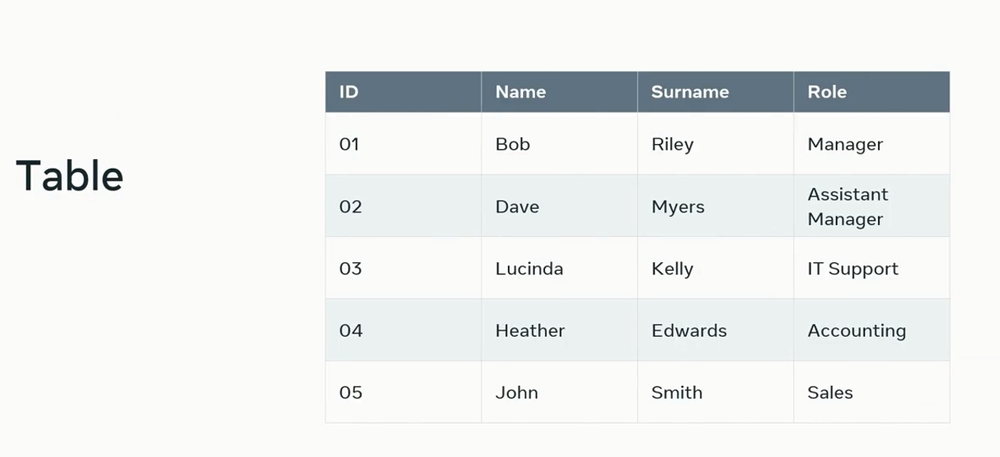 Table
ID Name Surname Role
01 Bob Riley Manager
02 Dave Myers Assistant
Manager
03 Lucinda Kelly IT Support
04 Heather Edwards Accounting
05 John Smith Sales